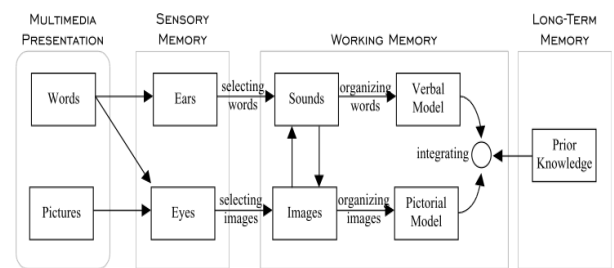 MULTIMEDIA
PRESENTATION
SENSORY
MEMORY
WORKING MEMORY
LONG-TERM
MEMORY
Words
Ears
selecting
words
Sounds
organizing
words
Verbal
Model
integrating
Prior
Knowledge
Pictures
Eyes
selecting
images
Images
organizing
images
Pictorial
Model